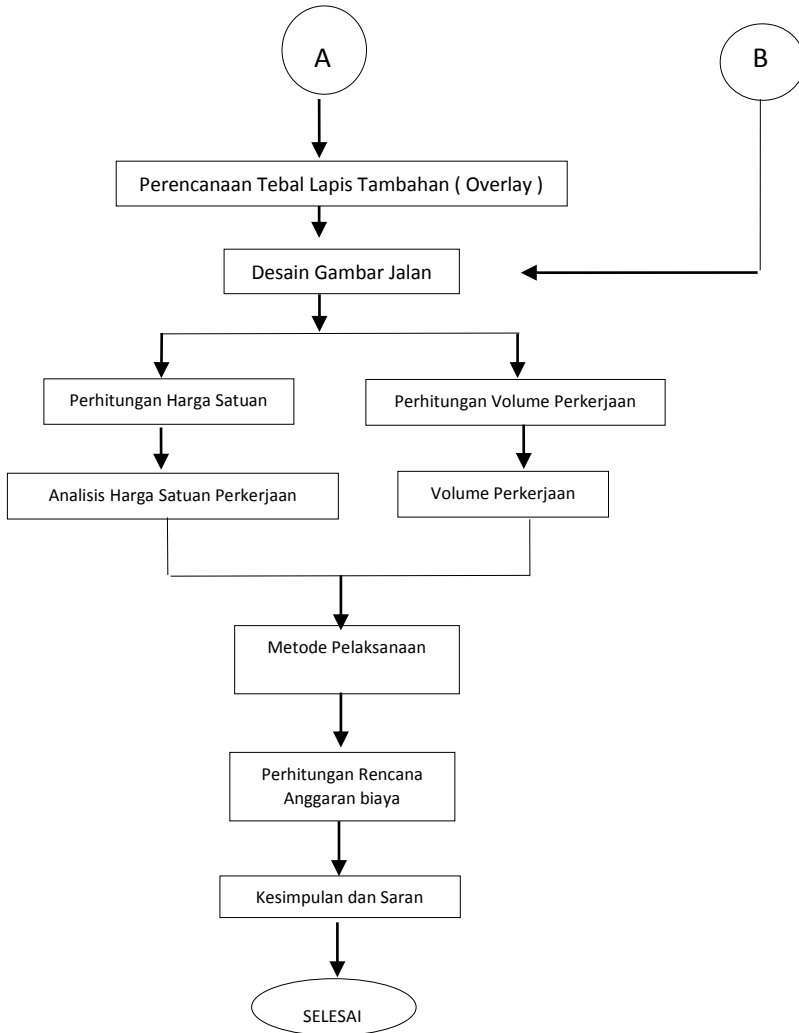 A
B
Perencanaan Tebal Lapis Tambahan ( Overlay )
Desain Gambar Jalan
Perhitungan Harga Satuan
Perhitungan Volume Perkerjaan
Analisis Harga Satuan Perkerjaan
Volume Perkerjaan
Metode Pelaksanaan
Perhitungan Rencana
Anggaran biaya
Kesimpulan dan Saran
SELESAI